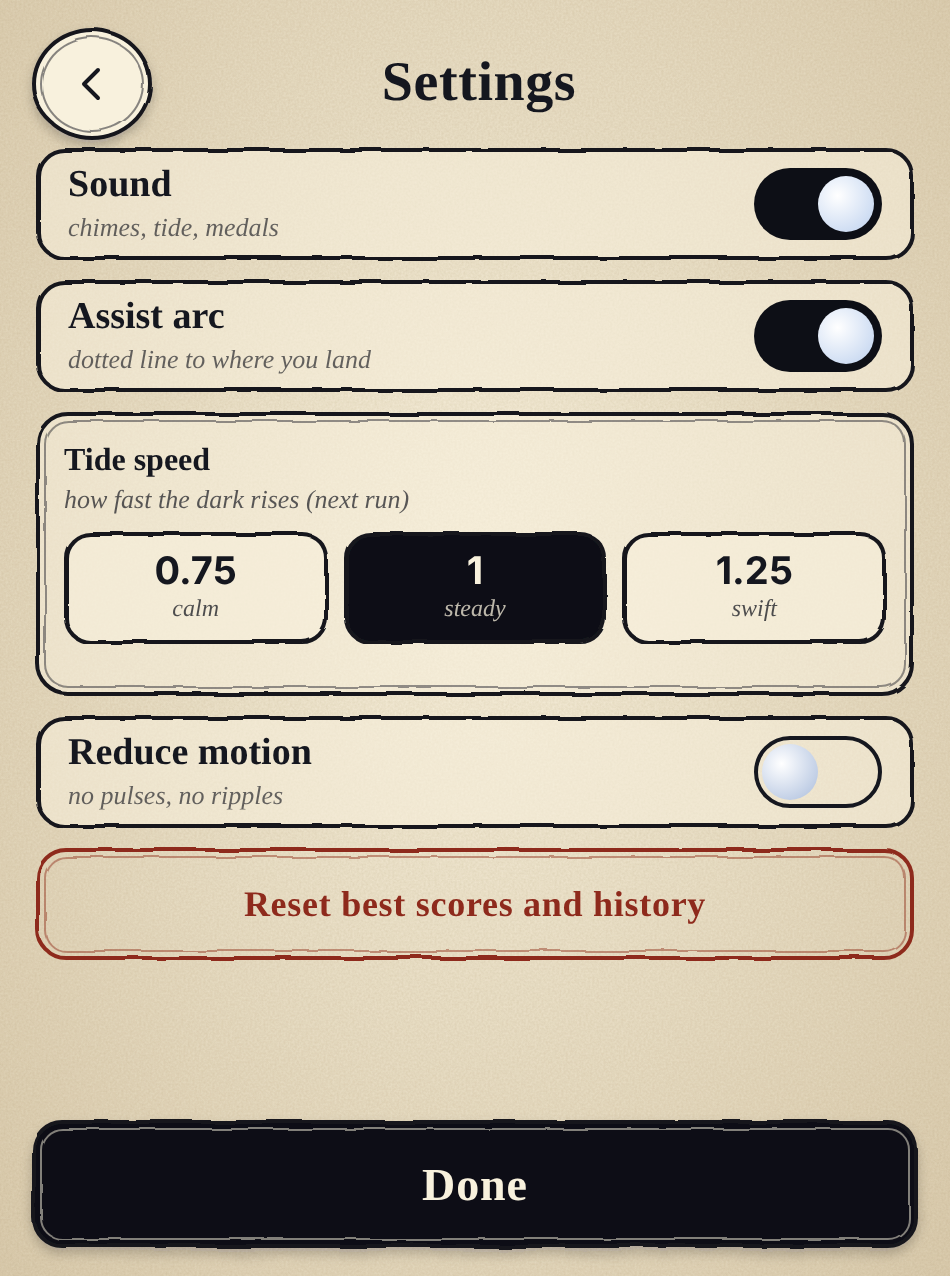 Settings
Sound
chimes, tide, medals
Assist arc
dotted line to where you land
Tide speed
how fast the dark rises (next run)
0.75
calm
1
steady
1.25
swift
Reduce motion
no pulses, no ripples
Reset best scores and history
Done